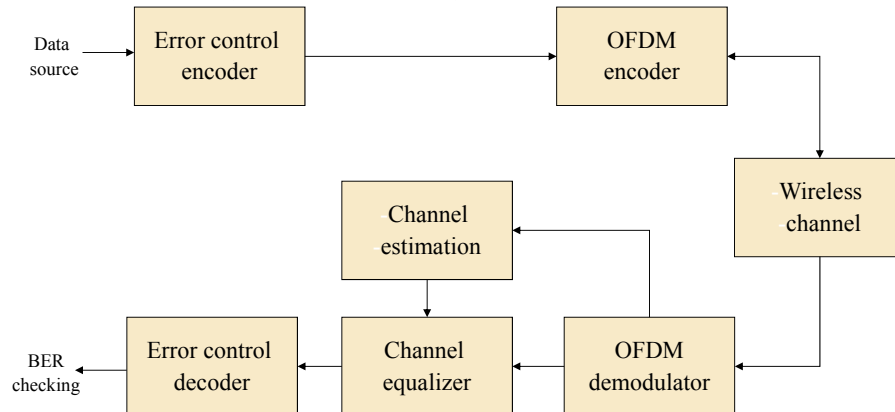 Data
source
Error control
encoder
OFDM
encoder
-Wireless
-channel
-Channel
-estimation
OFDM
demodulator
Channel
equalizer
Error control
decoder
BER
checking